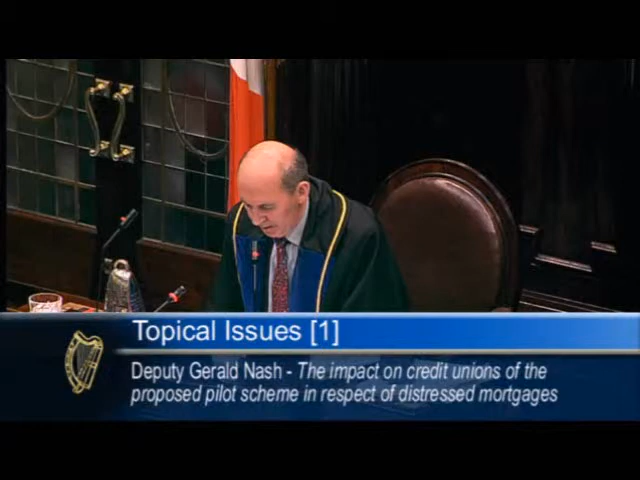 Topical Issues [1]
Deputy Gerald Nash - The impact on credit unions of the
proposed pilot scheme in respect of distressed mortgages